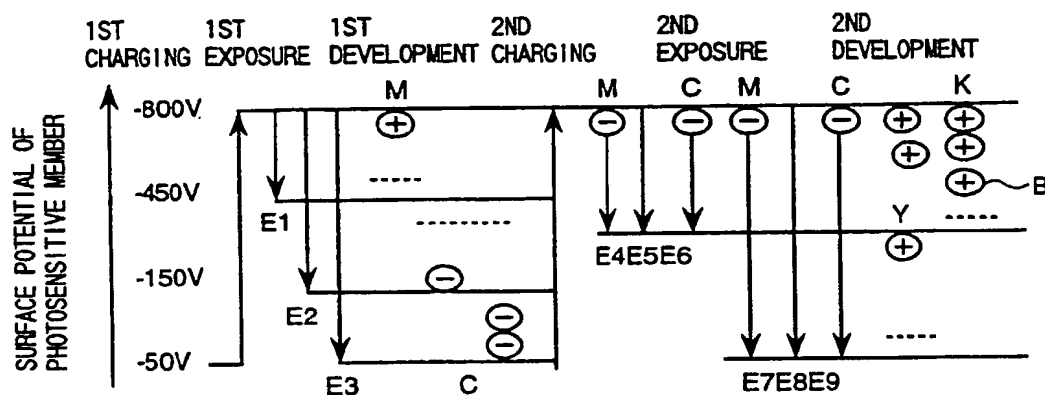 1ST CHARGING
1ST EXPOSURE
1ST DEVELOPMENT
2ND CHARGING
2ND EXPOSURE
2ND DEVELOPMENT
SURFACE POTENTIAL OF
PHOTOSENSITIVE MEMBER
M M C M C K
-800V
-450V
B
E1
Y
E4E5E6
-150V
E2
-50V
E3 C
E7E8E9